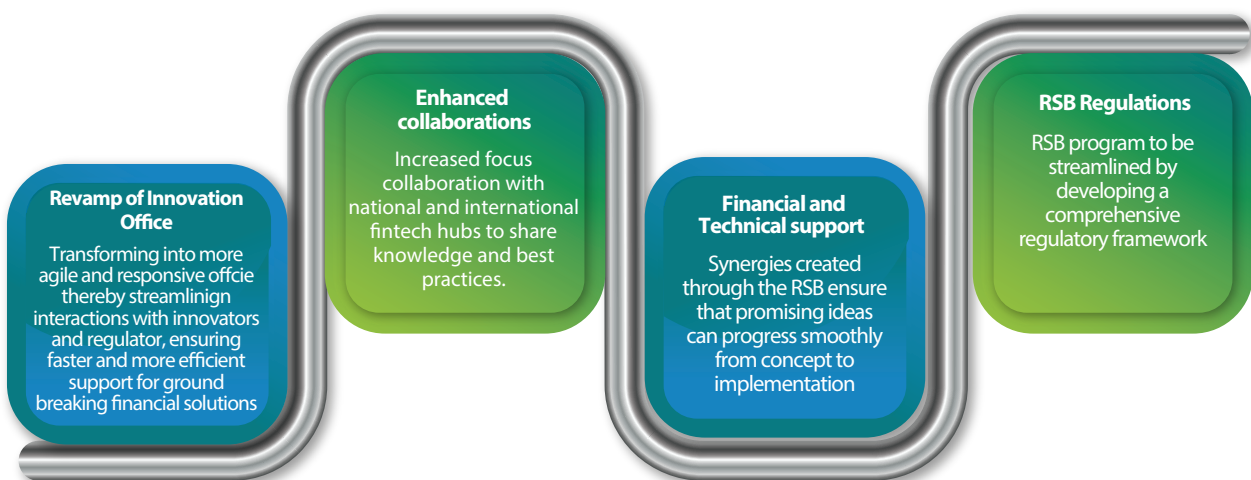 Revamp of Innovation
Office
Transforming into more
agile and responsive offcie
thereby streamlinign
interactions with innovators
and regulator, ensuring
faster and more efficient
support for ground
breaking financial solutions
Enhanced
collaborations
Increased focus
collaboration with
national and international
fintech hubs to share
knowledge and best
practices.
Financial and
Technical support
Synergies created
through the RSB ensure
that promising ideas
can progress smoothly
from concept to
implementation
RSB Regulations
RSB program to be
streamlined by
developing a
comprehensive
regulatory framework